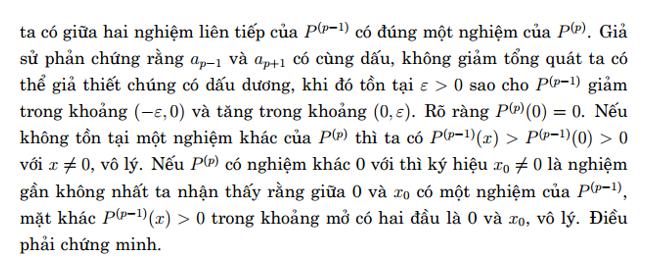 ta có giữa hai nghiệm liên tiếp của P^(p−1) có đúng một nghiệm của P^(p). Giả
sử phản chứng rằng a_{p−1} và a_{p+1} có cùng dấu, không giảm tổng quát ta có
thể giả thiết chúng có dấu dương, khi đó tồn tại ε > 0 sao cho P^(p−1) giảm
trong khoảng (−ε, 0) và tăng trong khoảng (0, ε). Rõ ràng P^(p)(0) = 0. Nếu
không tồn tại một nghiệm khác của P^(p) thì ta có P^(p−1)(x) > P^(p−1)(0) > 0
với x ≠ 0, vô lý. Nếu P^(p) có nghiệm khác 0 với thì ký hiệu x_0 ≠ 0 là nghiệm
gần không nhất ta nhận thấy rằng giữa 0 và x_0 có một nghiệm của P^(p−1),
mặt khác P^(p−1)(x) > 0 trong khoảng mở có hai đầu là 0 và x_0, vô lý. Điều
phải chứng minh.